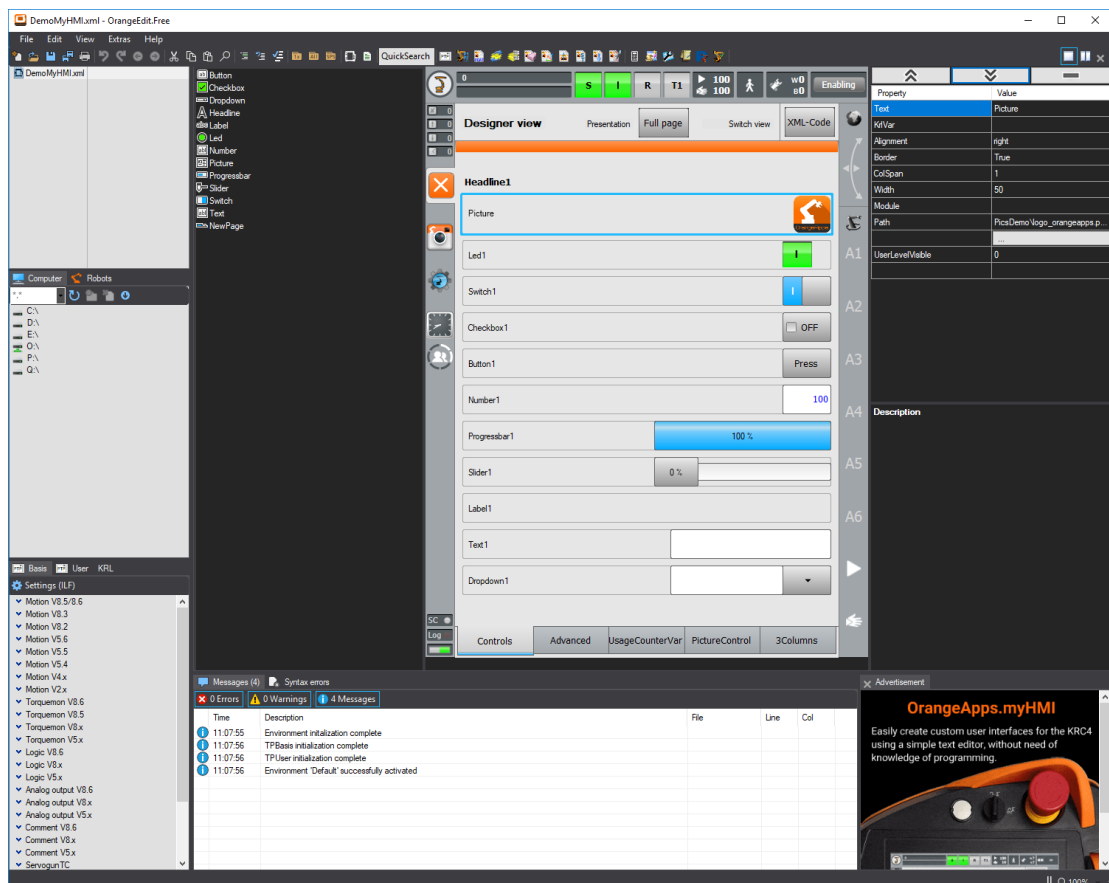 DemoMyHMI.xml - OrangeEdit.Free
File Edit View Extras Help
QuickSearch
DemoMyHMI.xml
Button
Checkbox
Dropdown
Headline
Label
Led
Number
Picture
Progressbar
Slider
Switch
Text
NewPage
Computer Robots
*.*
C:\
D:\
E:\
O:\
P:\
Q:\
Basis User KRL
Settings (ILF)
Motion V8.5/8.6
Motion V8.3
Motion V8.2
Motion V5.6
Motion V5.5
Motion V5.4
Motion V4.x
Motion V2.x
Torquemon V8.6
Torquemon V8.5
Torquemon V8.x
Torquemon V5.x
Logic V8.6
Logic V8.x
Logic V5.x
Analog output V8.6
Analog output V8.x
Analog output V5.x
Comment V8.6
Comment V8.x
Comment V5.x
ServogunTC
0
S I R T1 100 100 W0 B0 Enabling
0
0
0
0
Designer view Presentation Full page Switch view XML-Code
Headline1
Picture OrangeApps
Led1 I
Switch1 I
Checkbox1 OFF
Button1 Press
Number1 100
Progressbar1 100 %
Slider1 0 %
Label1
Text1
Dropdown1
A1
A2
A3
A4
A5
A6
SC
Log
Controls Advanced UsageCounterVar PictureControl 3Columns
Property Value
Text Picture
KrlVar
Alignment right
Border True
ColSpan 1
Width 50
Module
Path PicsDemo\logo_orangeapps.p...
...
UserLevelVisible 0
Description
Messages (4) Syntax errors
0 Errors 0 Warnings 4 Messages
Time Description File Line Col
11:07:55 Environment initalization complete
11:07:56 TPBasis initialization complete
11:07:56 TPUser initialization complete
11:07:56 Environment 'Default' successfully activated
Advertisement
OrangeApps.myHMI
Easily create custom user interfaces for the KRC4
using a simple text editor, without need of
knowledge of programming.
100%